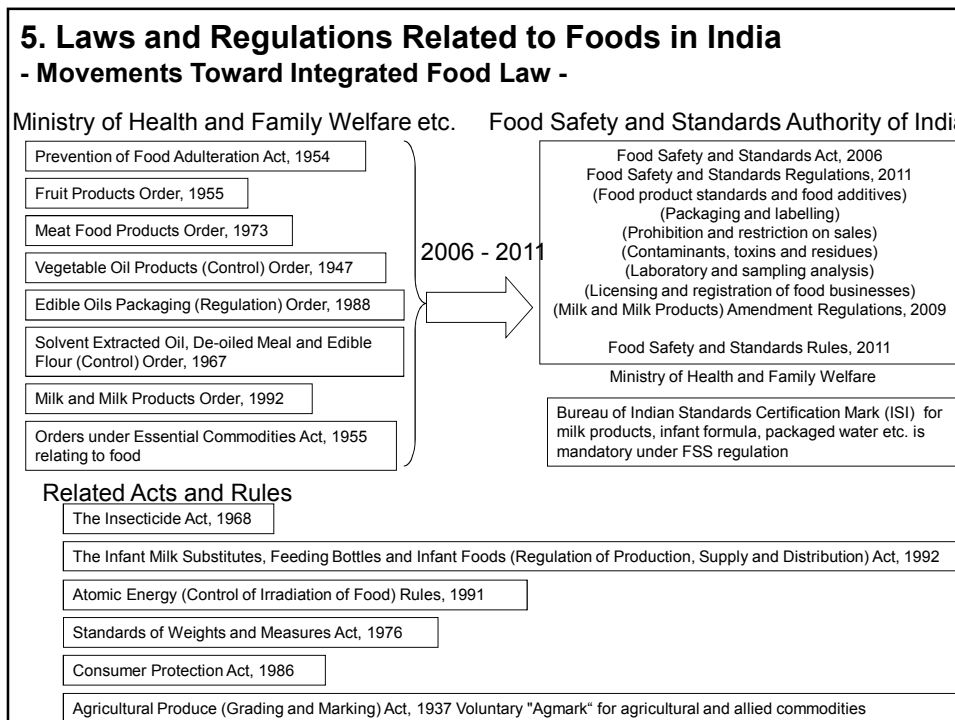 5. Laws and Regulations Related to Foods in India
- Movements Toward Integrated Food Law -
Ministry of Health and Family Welfare etc.
Prevention of Food Adulteration Act, 1954
Fruit Products Order, 1955
Meat Food Products Order, 1973
Vegetable Oil Products (Control) Order, 1947
Edible Oils Packaging (Regulation) Order, 1988
Solvent Extracted Oil, De-oiled Meal and Edible
Flour (Control) Order, 1967
Milk and Milk Products Order, 1992
Orders under Essential Commodities Act, 1955
relating to food
2006 - 2011
Food Safety and Standards Authority of India
Food Safety and Standards Act, 2006
Food Safety and Standards Regulations, 2011
(Food product standards and food additives)
(Packaging and labelling)
(Prohibition and restriction on sales)
(Contaminants, toxins and residues)
(Laboratory and sampling analysis)
(Licensing and registration of food businesses)
(Milk and Milk Products) Amendment Regulations, 2009
Food Safety and Standards Rules, 2011
Ministry of Health and Family Welfare
Bureau of Indian Standards Certification Mark (ISI) for
milk products, infant formula, packaged water etc. is
mandatory under FSS regulation
Related Acts and Rules
The Insecticide Act, 1968
The Infant Milk Substitutes, Feeding Bottles and Infant Foods (Regulation of Production, Supply and Distribution) Act, 1992
Atomic Energy (Control of Irradiation of Food) Rules, 1991
Standards of Weights and Measures Act, 1976
Consumer Protection Act, 1986
Agricultural Produce (Grading and Marking) Act, 1937 Voluntary "Agmark“ for agricultural and allied commodities